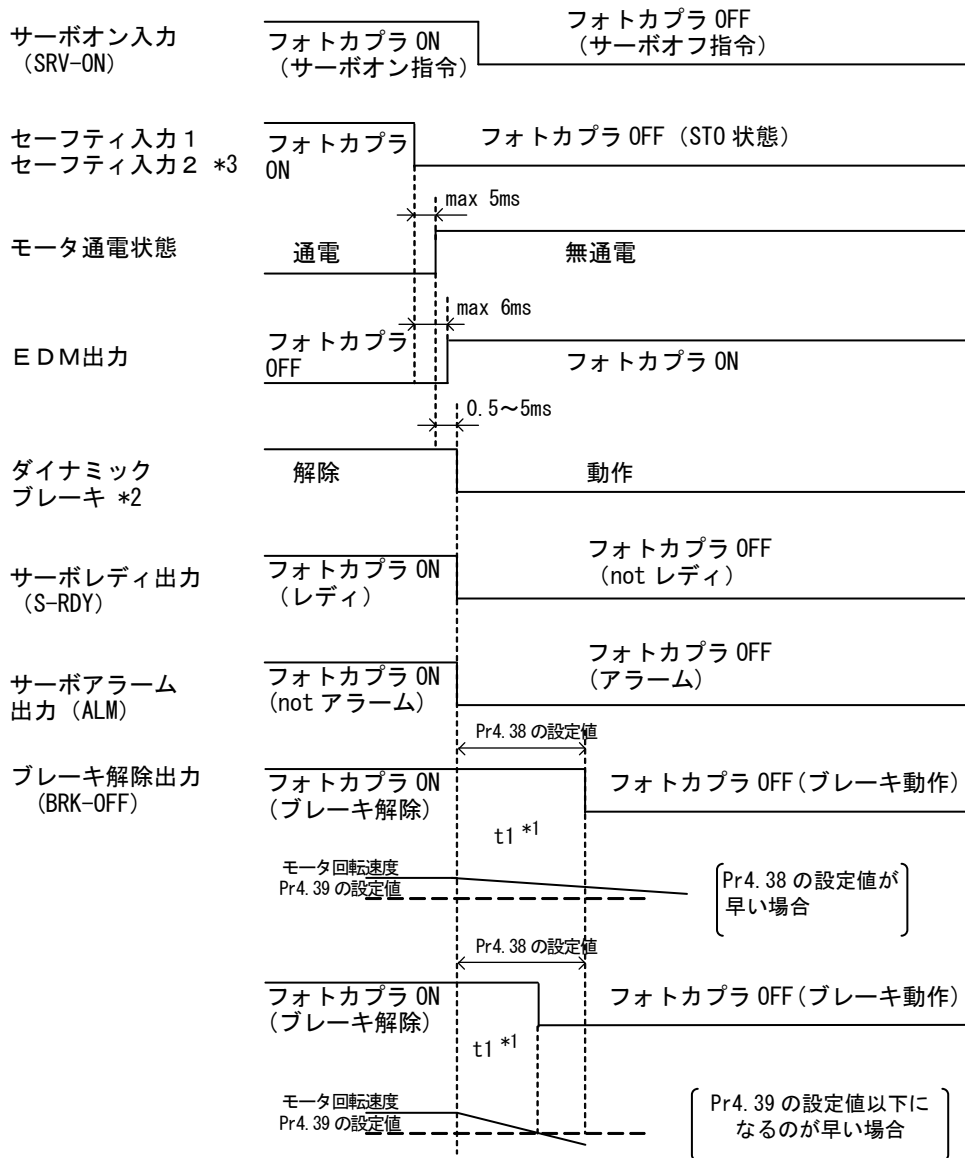 サーボオン入力
（SRV-ON）
フォトカプラ ON
（サーボオン指令）
フォトカプラ OFF
（サーボオフ指令）
セーフティ入力１
セーフティ入力２ *3
フォトカプラ
ON
フォトカプラ OFF（STO 状態）
max 5ms
モータ通電状態
通電
無通電
max 6ms
ＥＤＭ出力
フォトカプラ
OFF
フォトカプラ ON
0.5～5ms
ダイナミック
ブレーキ *2
解除
動作
サーボレディ出力
（S-RDY）
フォトカプラ ON
（レディ）
フォトカプラ OFF
（not レディ）
サーボアラーム
出力（ALM）
フォトカプラ ON
(not アラーム)
フォトカプラ OFF
（アラーム）
Pr4.38 の設定値
ブレーキ解除出力
（BRK-OFF）
フォトカプラ ON
（ブレーキ解除）
フォトカプラ OFF（ブレーキ動作）
t1 *1
モータ回転速度
Pr4.39 の設定値
Pr4.38 の設定値が
早い場合
Pr4.38 の設定値
フォトカプラ ON
（ブレーキ解除）
フォトカプラ OFF（ブレーキ動作）
t1 *1
モータ回転速度
Pr4.39 の設定値
Pr4.39 の設定値以下に
なるのが早い場合